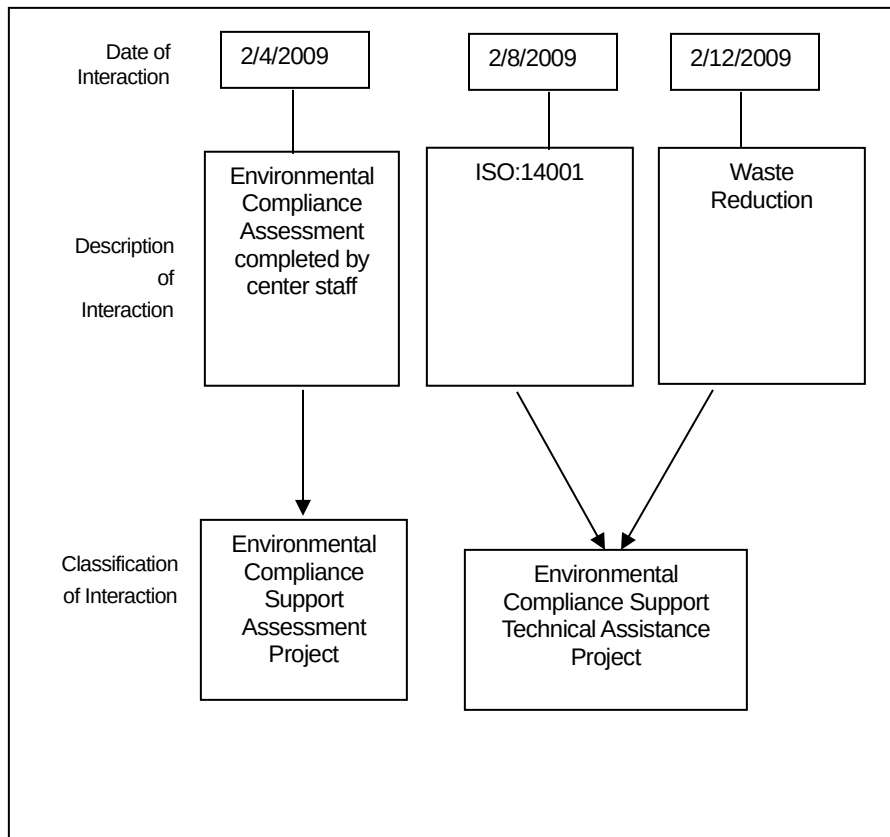 Date of
Interaction
2/4/2009
2/8/2009
2/12/2009
Description
of
Interaction
Environmental
Compliance
Assessment
completed by
center staff
ISO:14001
Waste
Reduction
Classification
of Interaction
Environmental
Compliance
Support
Assessment
Project
Environmental
Compliance Support
Technical Assistance
Project